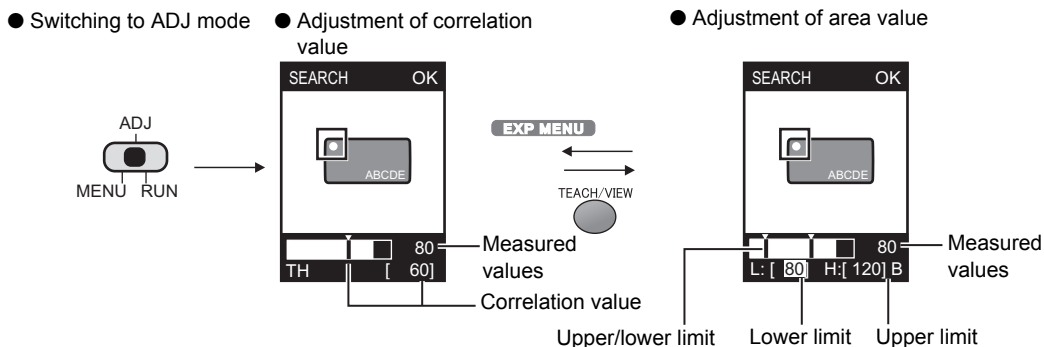 ● Switching to ADJ mode
● Adjustment of correlation
value
● Adjustment of area value
ADJ
MENU RUN
SEARCH OK
ABCDE
80
TH [ 60]
Measured
values
Correlation value
EXP MENU
TEACH/VIEW
SEARCH OK
ABCDE
80
L: [ 80] H:[ 120] B
Measured
values
Upper/lower limit Lower limit Upper limit